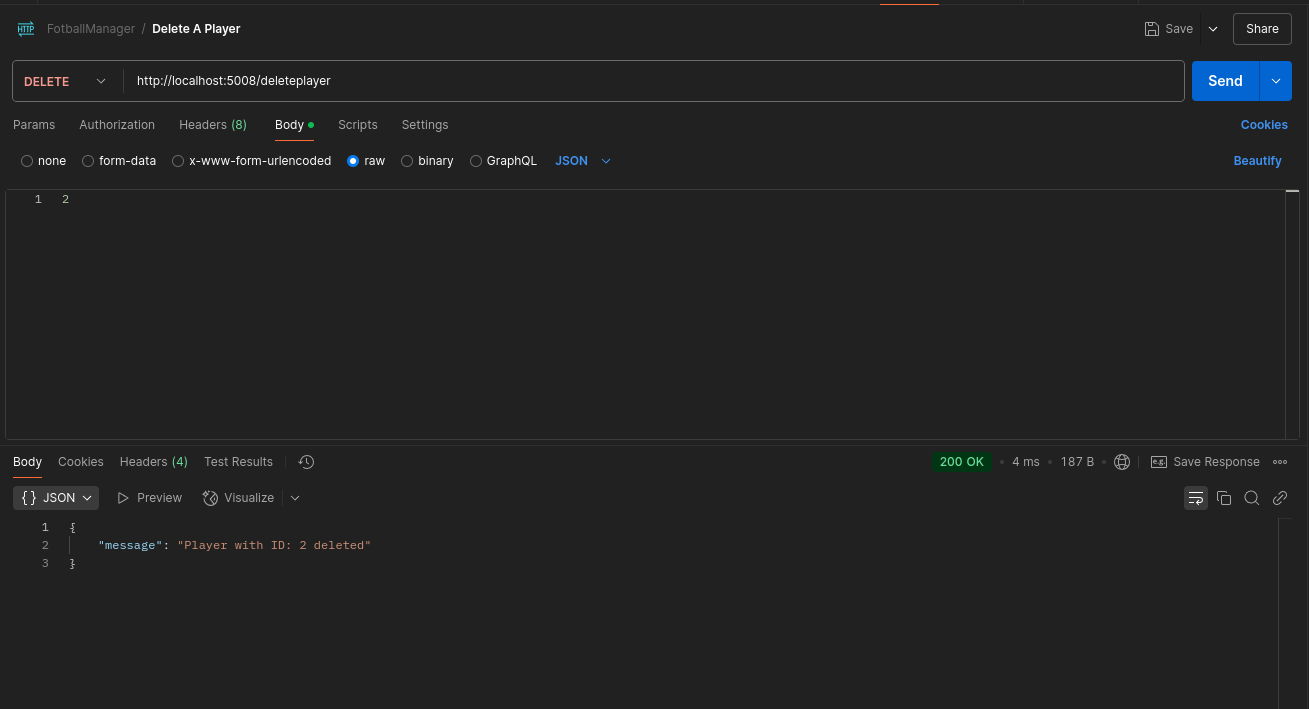 HTTP FotballManager / Delete A Player Save Share
DELETE http://localhost:5008/deleteplayer Send
Params Authorization Headers (8) Body Scripts Settings Cookies
none form-data x-www-form-urlencoded raw binary GraphQL JSON Beautify
1 2
Body Cookies Headers (4) Test Results 200 OK • 4 ms • 187 B • e.g. Save Response
{} JSON Preview Visualize
1 {
2 "message": "Player with ID: 2 deleted"
3 }